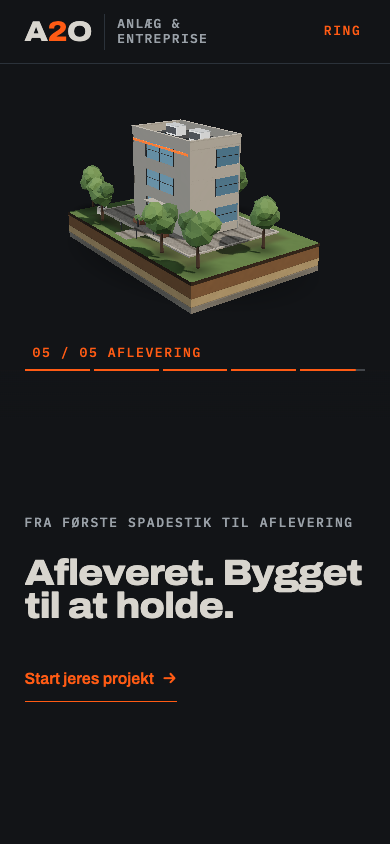 A2O
ANLÆG &
ENTREPRISE
RING
05 / 05 AFLEVERING
FRA FØRSTE SPADESTIK TIL AFLEVERING
Afleveret. Bygget
til at holde.
Start jeres projekt →